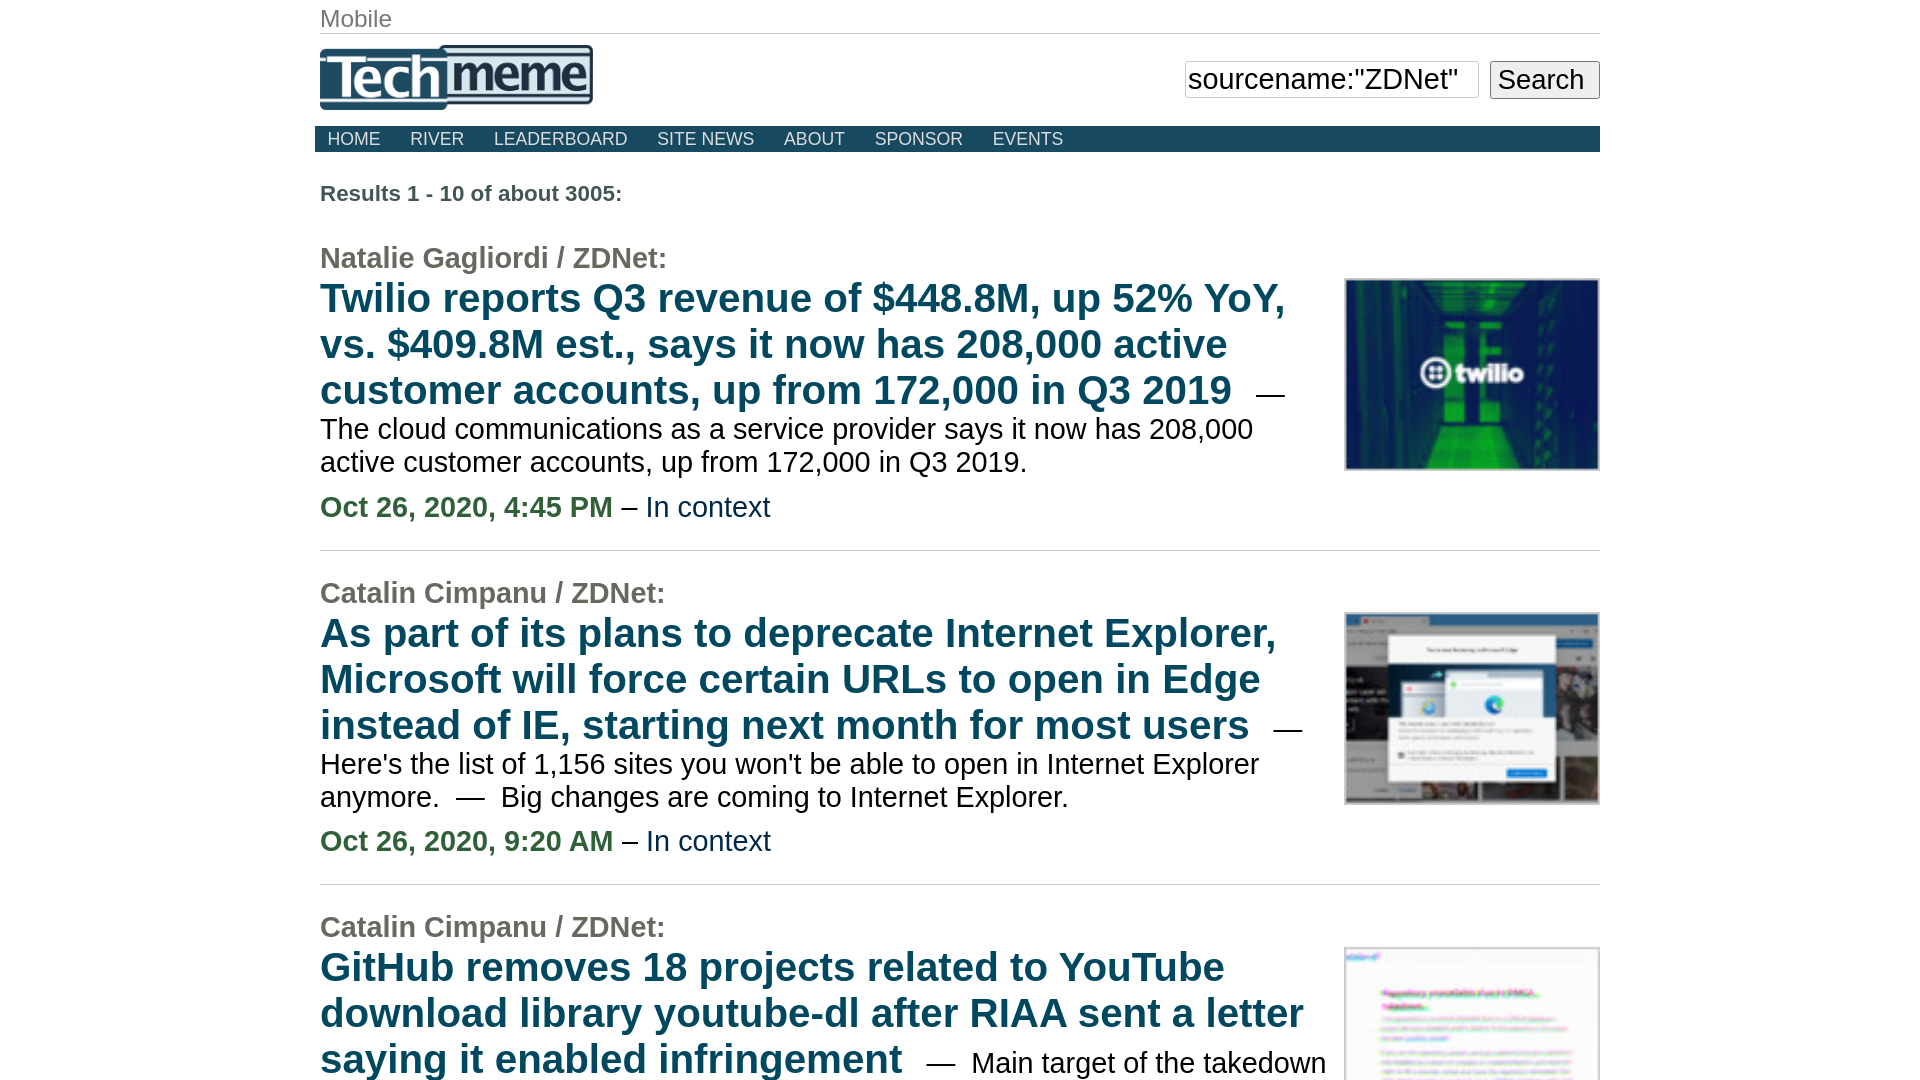 Mobile
Techmeme
sourcename:"ZDNet" Search
HOME RIVER LEADERBOARD SITE NEWS ABOUT SPONSOR EVENTS
Results 1 - 10 of about 3005:
Natalie Gagliordi / ZDNet:
Twilio reports Q3 revenue of $448.8M, up 52% YoY,
vs. $409.8M est., says it now has 208,000 active
customer accounts, up from 172,000 in Q3 2019 —
The cloud communications as a service provider says it now has 208,000
active customer accounts, up from 172,000 in Q3 2019.
twilio
Oct 26, 2020, 4:45 PM – In context
Catalin Cimpanu / ZDNet:
As part of its plans to deprecate Internet Explorer,
Microsoft will force certain URLs to open in Edge
instead of IE, starting next month for most users —
Here's the list of 1,156 sites you won't be able to open in Internet Explorer
anymore. — Big changes are coming to Internet Explorer.
Oct 26, 2020, 9:20 AM – In context
Catalin Cimpanu / ZDNet:
GitHub removes 18 projects related to YouTube
download library youtube-dl after RIAA sent a letter
saying it enabled infringement — Main target of the takedown